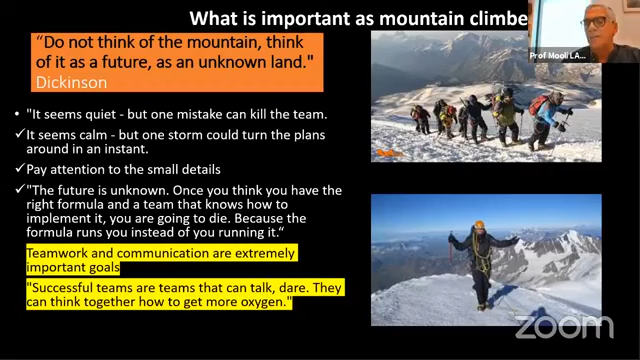 What is important as mountain climbe
Prof Mooli LA...
“Do not think of the mountain, think
of it as a future, as an unknown land."
Dickinson
• "It seems quiet - but one mistake can kill the team.
✓It seems calm - but one storm could turn the plans
around in an instant.
✓Pay attention to the small details
✓"The future is unknown. Once you think you have the
right formula and a team that knows how to
implement it, you are going to die. Because the
formula runs you instead of you running it.“
Teamwork and communication are extremely
important goals
"Successful teams are teams that can talk, dare. They
can think together how to get more oxygen."
zoom